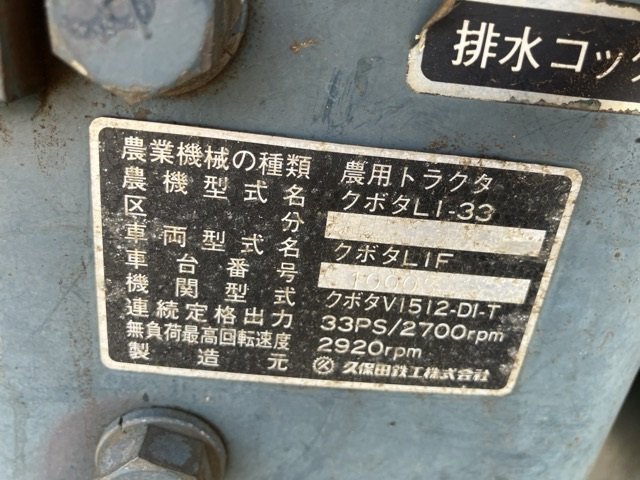 排水コック
農業機械の種類 農用トラクタ
農機型式名 クボタL1-33
区分
車両型式名 クボタL1F
車台番号 1000
機関型式 クボタV1512-DI-T
連続定格出力 33PS/2700rpm
無負荷最高回転速度 2920rpm
製造元 久保田鉄工株式会社